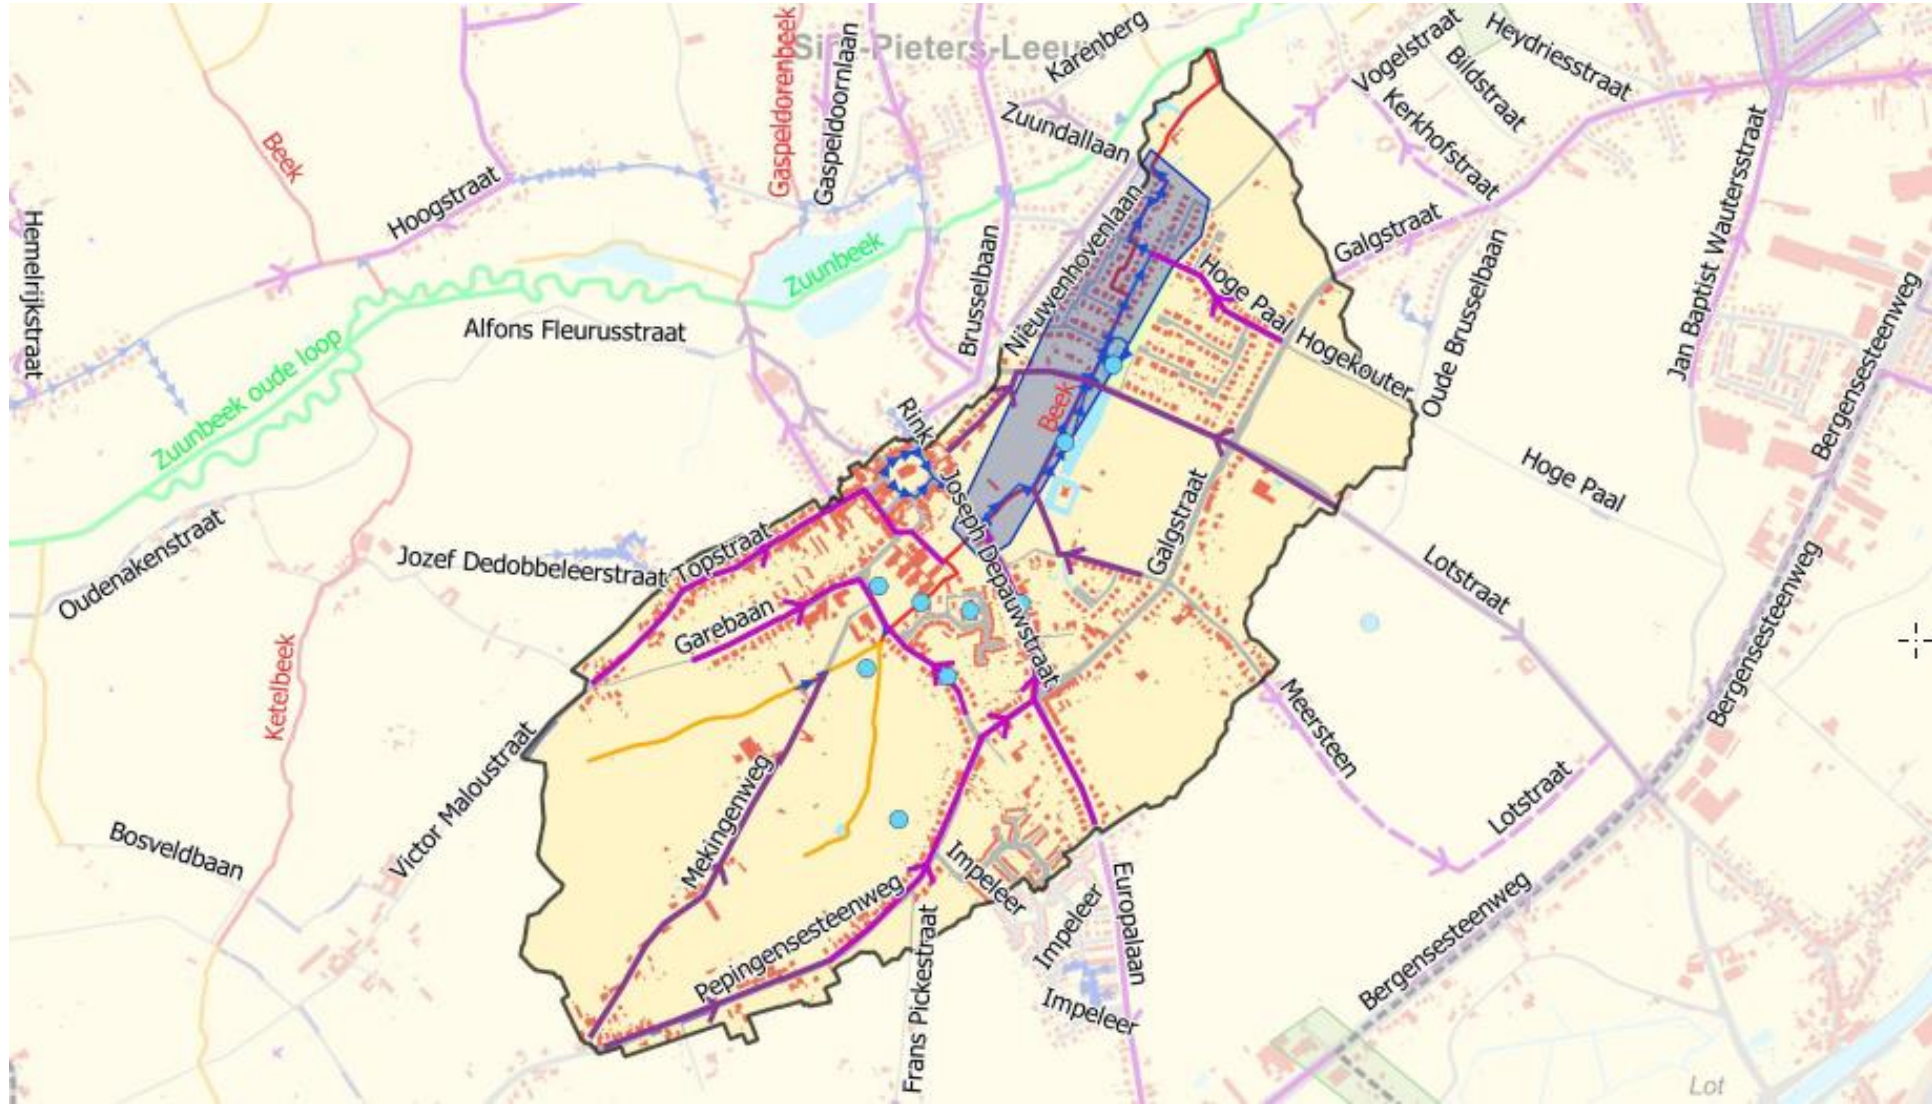 Sint-Pieters-Leeuw
Karenberg
Vogelstraat
Heydriesstraat
Bildstraat
Gaspeldorenbeek
Gaspeldoornlaan
Zuundallaan
Kerkhofstraat
Beek
Hoogstraat
Hemelrijkstraat
Jan Baptist Wautersstraat
Galgstraat
Nieuwenhovenlaan
Zuunbeek
Brusselbaan
Hoge Paal
Hogekouter
Oude Brusselbaan
Bergensesteenweg
Alfons Fleurusstraat
Zuunbeek oude loop
Beek
Rink
Hoge Paal
Joseph Depauwstraat
Galgstraat
Oudenakenstraat
Jozef Dedobbeleerstraat
Topstraat
Lotstraat
Garebaan
Bergensesteenweg
Ketelbeek
Meersteen
Victor Maloustraat
Mekingenweg
Lotstraat
Bosveldbaan
Impeleer
Europalaan
Pepingensesteenweg
Impeleer
Frans Pickestraat
Bergensesteenweg
Impeleer
Lot